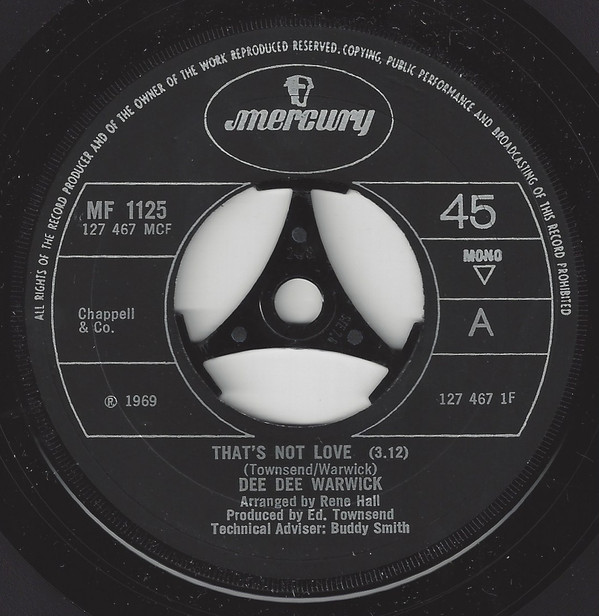 ALL RIGHTS OF THE RECORD PRODUCER AND OF THE OWNER OF THE WORK REPRODUCED RESERVED. COPYING, PUBLIC PERFORMANCE AND BROADCASTING OF THIS RECORD PROHIBITED
mercury
MF 1125
127 467 MCF
45
MONO
Chappell
& Co.
A
℗ 1969
127 467 1F
THAT'S NOT LOVE (3.12)
(Townsend/Warwick)
DEE DEE WARWICK
Arranged by Rene Hall
Produced by Ed. Townsend
Technical Adviser: Buddy Smith